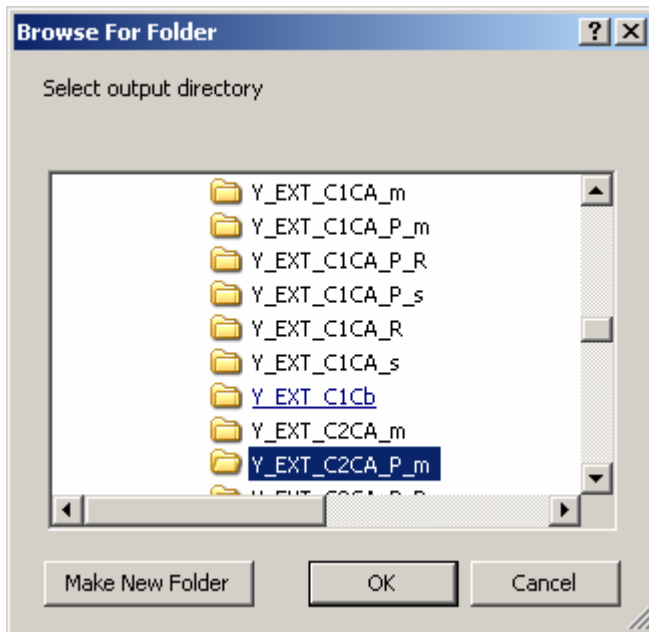 Browse For Folder
Select output directory
Y_EXT_C1CA_m
Y_EXT_C1CA_P_m
Y_EXT_C1CA_P_R
Y_EXT_C1CA_P_s
Y_EXT_C1CA_R
Y_EXT_C1CA_s
Y_EXT_C1Cb
Y_EXT_C2CA_m
Y_EXT_C2CA_P_m
Make New Folder OK Cancel